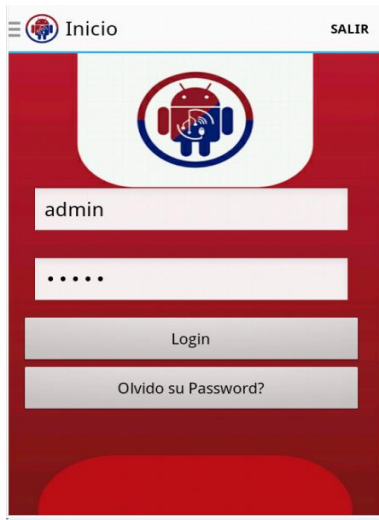 Inicio
SALIR
admin
•••••
Login
Olvido su Password?